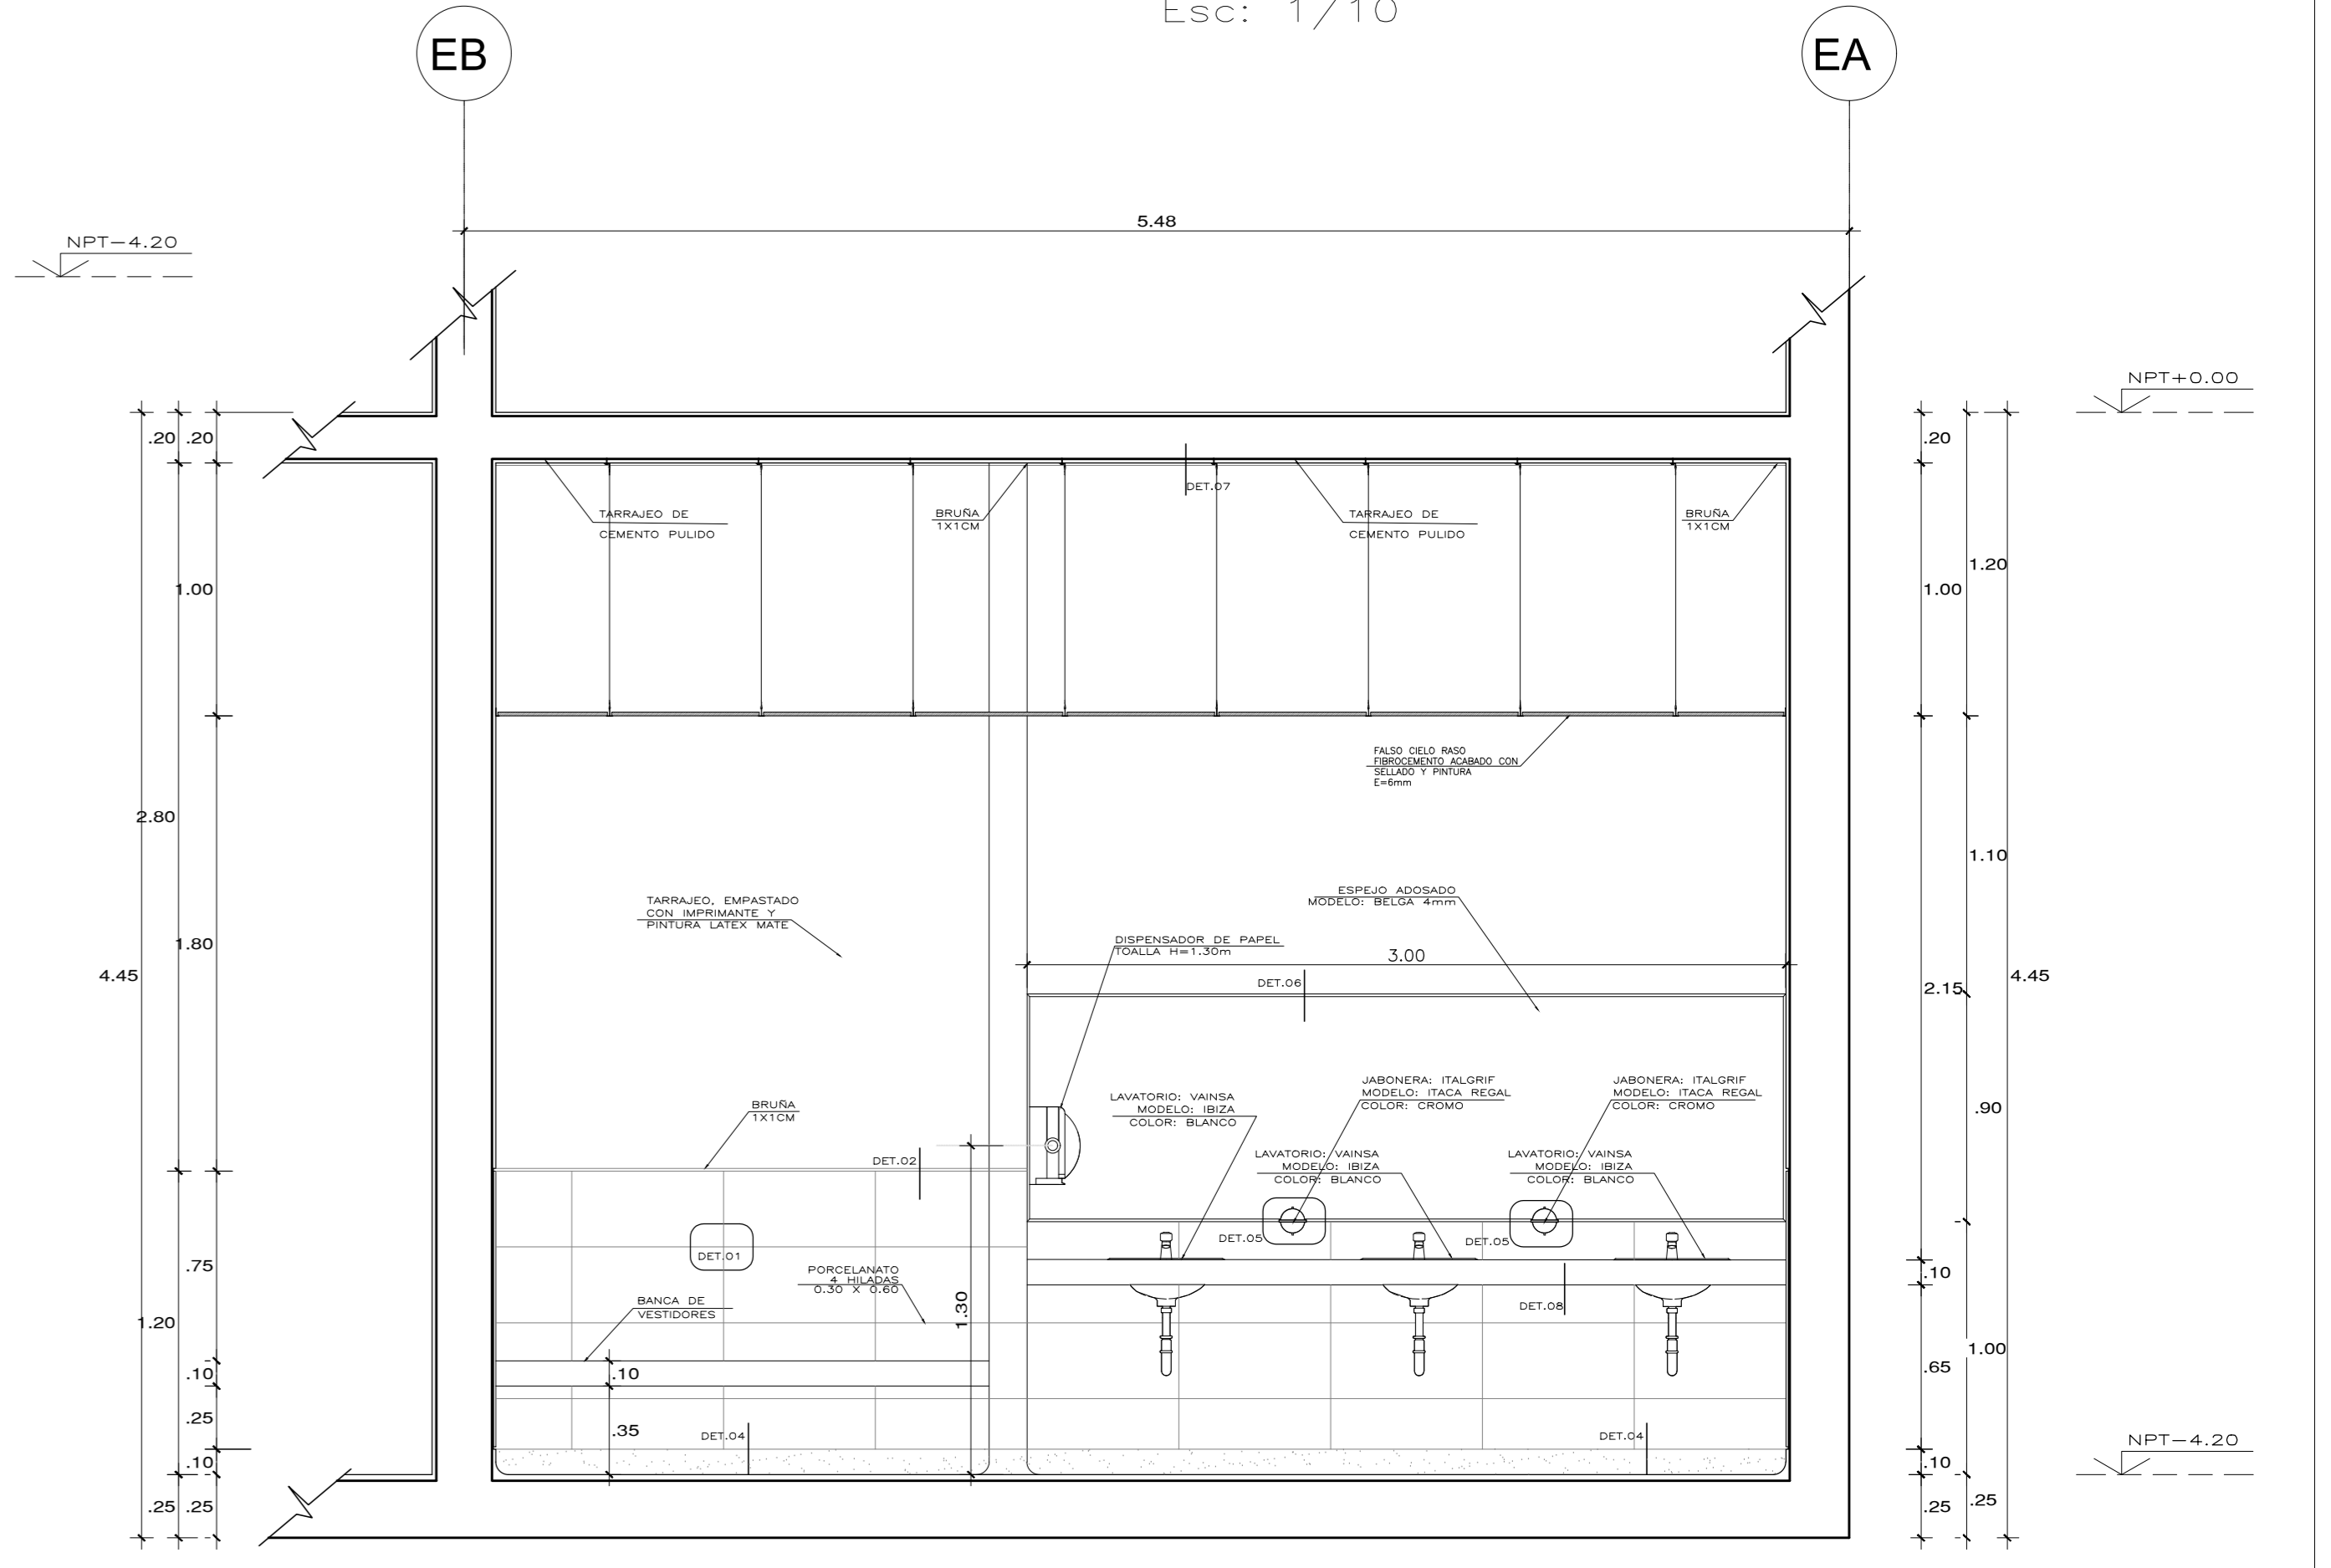 Esc: 1/10
EB
EA
5.48
NPT-4.20
NPT+0.00
.20
.20
.20
DET.07
TARRAJEO DE
CEMENTO PULIDO
BRUÑA
1X1CM
TARRAJEO DE
CEMENTO PULIDO
BRUÑA
1X1CM
1.00
1.00
1.20
FALSO CIELO RASO
FIBROCEMENTO ACABADO CON
SELLADO Y PINTURA
E=6mm
2.80
1.10
TARRAJEO, EMPASTADO
CON IMPRIMANTE Y
PINTURA LATEX MATE
ESPEJO ADOSADO
MODELO: BELGA 4mm
DISPENSADOR DE PAPEL
TOALLA H=1.30m
1.80
3.00
4.45
4.45
DET.06
2.15
LAVATORIO: VAINSA
MODELO: IBIZA
COLOR: BLANCO
JABONERA: ITALGRIF
MODELO: ITACA REGAL
COLOR: CROMO
JABONERA: ITALGRIF
MODELO: ITACA REGAL
COLOR: CROMO
.90
BRUÑA
1X1CM
DET.02
LAVATORIO: VAINSA
MODELO: IBIZA
COLOR: BLANCO
LAVATORIO: VAINSA
MODELO: IBIZA
COLOR: BLANCO
DET.05
DET.05
DET.01
.75
.10
PORCELANATO
4 HILADAS
0.30 X 0.60
BANCA DE
VESTIDORES
1.30
DET.08
1.20
1.00
.10
.10
.65
.25
.35
DET.04
DET.04
NPT-4.20
.10
.10
.25
.25
.25
.25